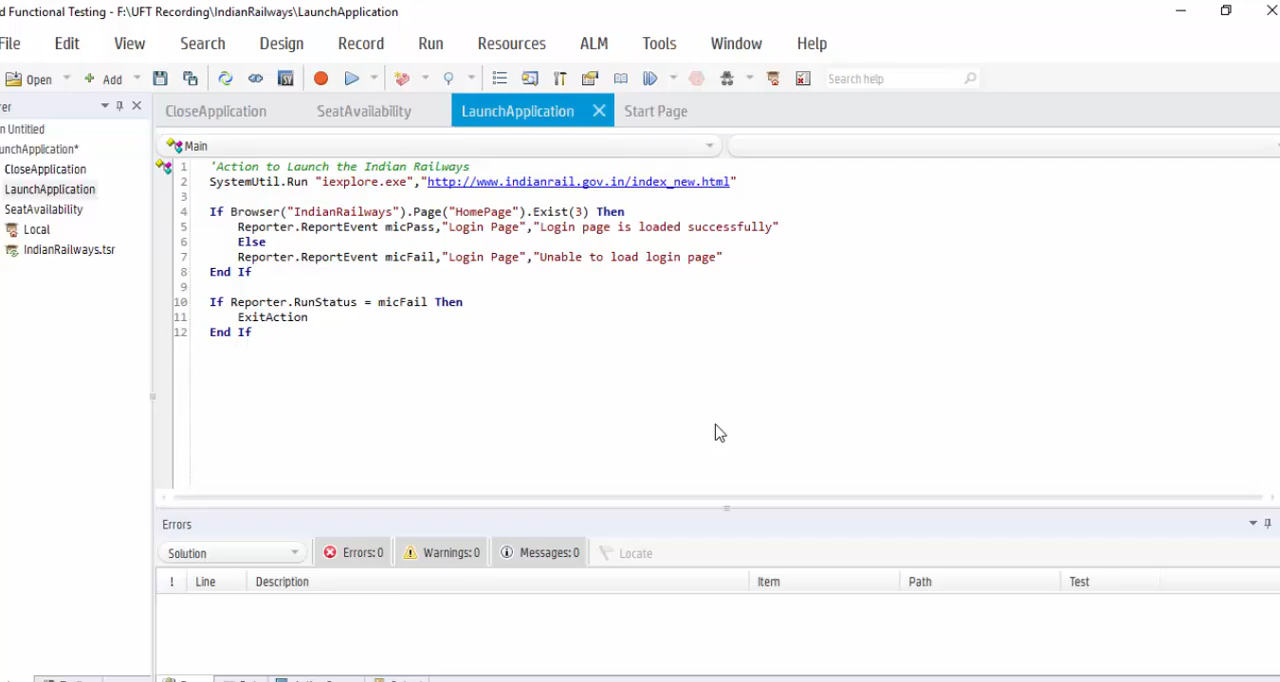 d Functional Testing - F:\UFT Recording\IndianRailways\LaunchApplication
File Edit View Search Design Record Run Resources ALM Tools Window Help
Open Add Search help
er CloseApplication SeatAvailability LaunchApplication Start Page
n Untitled
unchApplication*
CloseApplication
LaunchApplication
SeatAvailability
Local
IndianRailways.tsr
Main
1 'Action to Launch the Indian Railways
2 SystemUtil.Run "iexplore.exe","http://www.indianrail.gov.in/index_new.html"
3
4 If Browser("IndianRailways").Page("HomePage").Exist(3) Then
5 Reporter.ReportEvent micPass,"Login Page","Login page is loaded successfully"
6 Else
7 Reporter.ReportEvent micFail,"Login Page","Unable to load login page"
8 End If
9
10 If Reporter.RunStatus = micFail Then
11 ExitAction
12 End If
Errors
Solution Errors: 0 Warnings: 0 Messages: 0 Locate
! Line Description Item Path Test